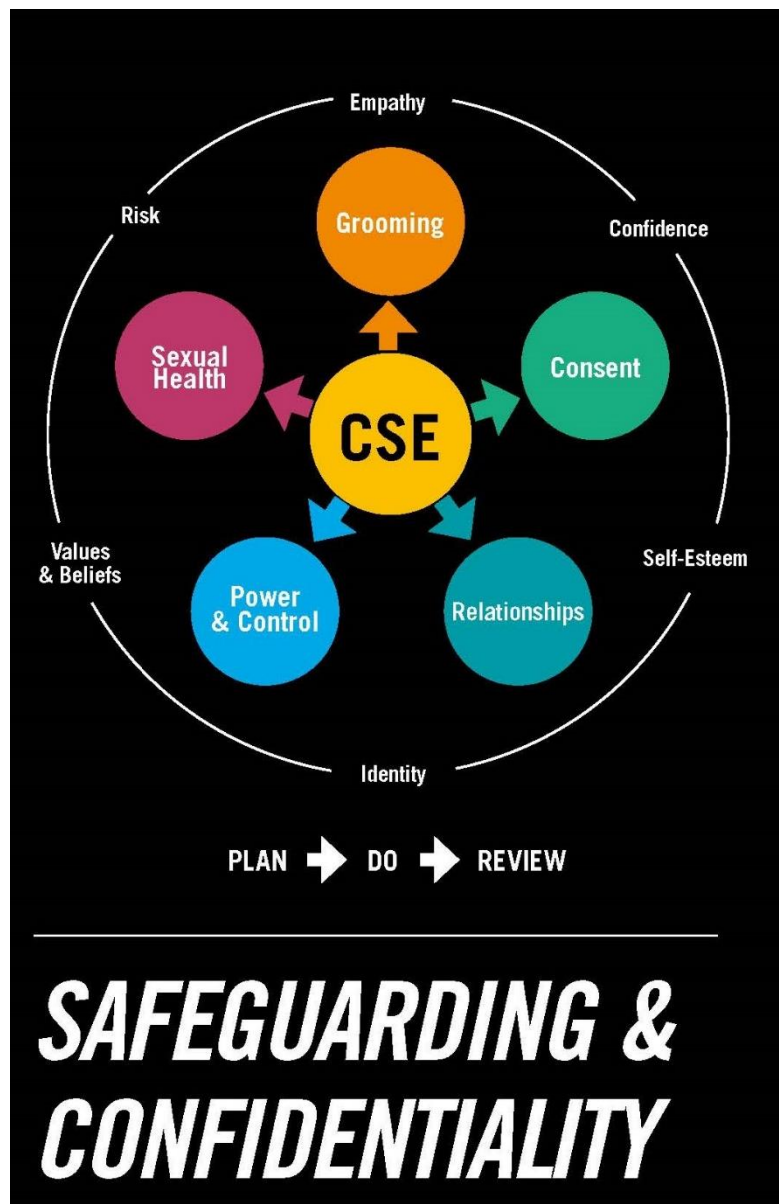 Empathy
Risk
Confidence
Grooming
Sexual
Health
Consent
CSE
Values
& Beliefs
Self-Esteem
Power
& Control
Relationships
Identity
PLAN DO REVIEW
SAFEGUARDING &
CONFIDENTIALITY